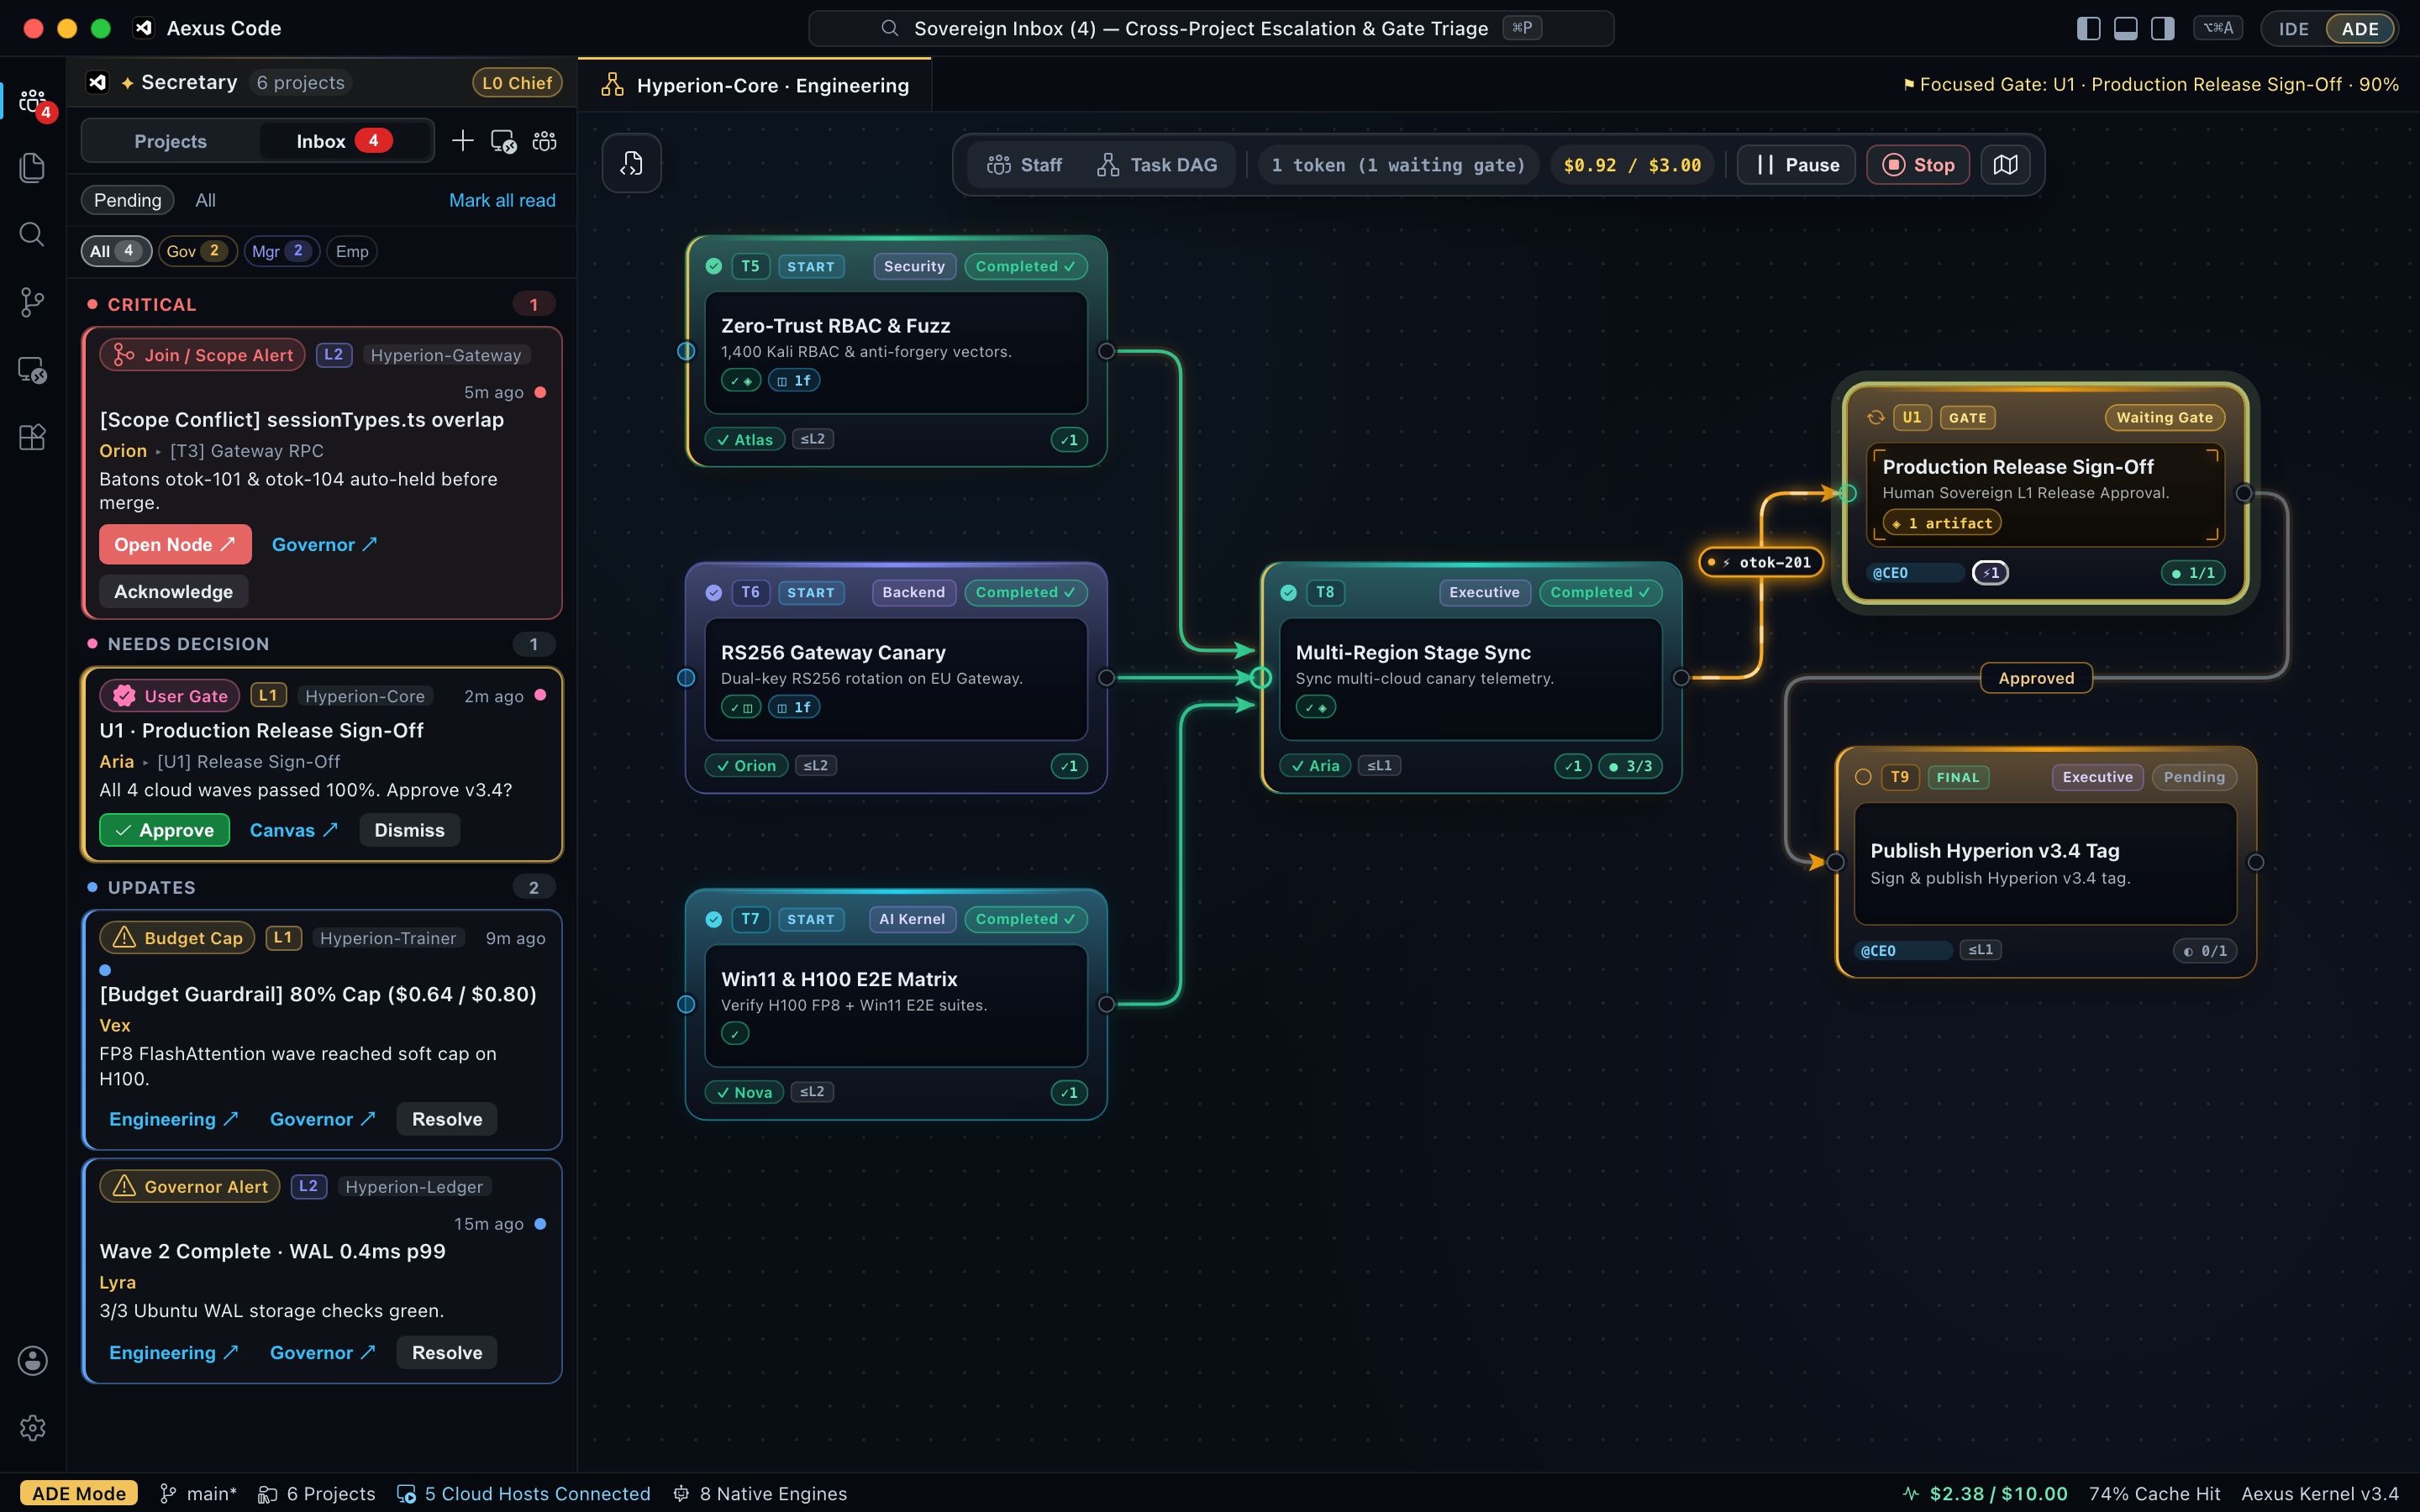 Aexus Code
Sovereign Inbox (4) — Cross-Project Escalation & Gate Triage ⌘P
⌥⌘A
IDE ADE
4
Secretary 6 projects L0 Chief
Projects Inbox 4
Pending All Mark all read
All 4 Gov 2 Mgr 2 Emp
CRITICAL 1
Join / Scope Alert L2 Hyperion-Gateway
5m ago
[Scope Conflict] sessionTypes.ts overlap
Orion ▸ [T3] Gateway RPC
Batons otok-101 & otok-104 auto-held before
merge.
Open Node ↗ Governor ↗
Acknowledge
NEEDS DECISION 1
User Gate L1 Hyperion-Core 2m ago
U1 · Production Release Sign-Off
Aria ▸ [U1] Release Sign-Off
All 4 cloud waves passed 100%. Approve v3.4?
✓ Approve Canvas ↗ Dismiss
UPDATES 2
Budget Cap L1 Hyperion-Trainer 9m ago
[Budget Guardrail] 80% Cap ($0.64 / $0.80)
Vex
FP8 FlashAttention wave reached soft cap on
H100.
Engineering ↗ Governor ↗ Resolve
Governor Alert L2 Hyperion-Ledger
15m ago
Wave 2 Complete · WAL 0.4ms p99
Lyra
3/3 Ubuntu WAL storage checks green.
Engineering ↗ Governor ↗ Resolve
Hyperion-Core · Engineering
Focused Gate: U1 · Production Release Sign-Off · 90%
Staff Task DAG 1 token (1 waiting gate) $0.92 / $3.00 Pause Stop
T5 START Security Completed ✓
Zero-Trust RBAC & Fuzz
1,400 Kali RBAC & anti-forgery vectors.
✓◈ 1f
✓ Atlas ≤L2 ✓1
T6 START Backend Completed ✓
RS256 Gateway Canary
Dual-key RS256 rotation on EU Gateway.
✓ 1f
✓ Orion ≤L2 ✓1
T7 START AI Kernel Completed ✓
Win11 & H100 E2E Matrix
Verify H100 FP8 + Win11 E2E suites.
✓
✓ Nova ≤L2 ✓1
T8 Executive Completed ✓
Multi-Region Stage Sync
Sync multi-cloud canary telemetry.
✓◈
✓ Aria ≤L1 ✓1 ● 3/3
⚡ otok-201
U1 GATE Waiting Gate
Production Release Sign-Off
Human Sovereign L1 Release Approval.
◈ 1 artifact
@CEO ⚡1 ● 1/1
Approved
T9 FINAL Executive Pending
Publish Hyperion v3.4 Tag
Sign & publish Hyperion v3.4 tag.
@CEO ≤L1 ◐ 0/1
ADE Mode main* 6 Projects 5 Cloud Hosts Connected 8 Native Engines
$2.38 / $10.00 74% Cache Hit Aexus Kernel v3.4